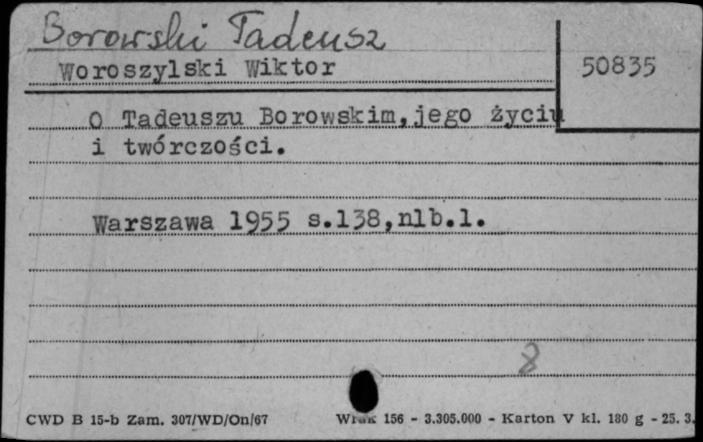 Borowski Tadeusz
Woroszylski Wiktor
50835
O Tadeuszu Borowskim, jego życiu
i twórczości.
Warszawa 1955 s.138,nlb.1.
8
CWD B 15-b Zam. 307/WD/On/67 156 - 3.305.000 - Karton V kl. 180 g - 25. 3.